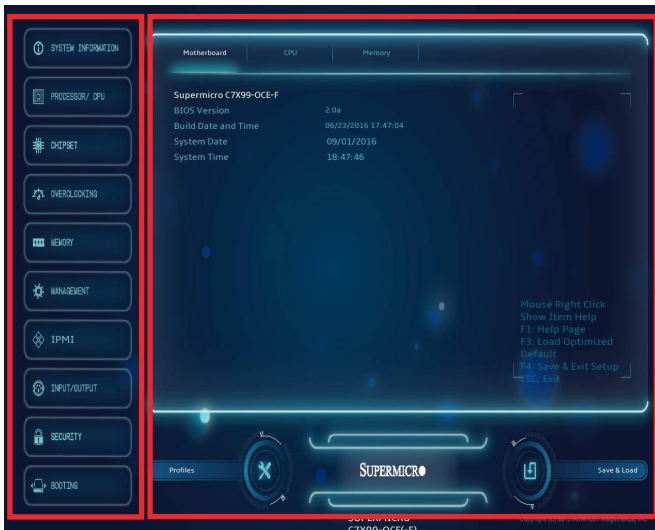 SYSTEM INFORMATION
PROCESSOR/ CPU
CHIPSET
OVERCLOCKING
MEMORY
MANAGEMENT
IPMI
INPUT/OUTPUT
SECURITY
BOOTING
Motherboard CPU Memory
Supermicro C7X99-OCE-F
BIOS Version 2.0a
Build Date and Time 06/23/2016 17:47:04
System Date 09/01/2016
System Time 18:47:46
Mouse Right Click
Show Item Help
F1: Help Page
F3: Load Optimized
Default
F4: Save & Exit Setup
ESC: Exit
Profiles
SUPERMICRO
Save & Load
SUPERMICRO
C7X99-OCE(-F)